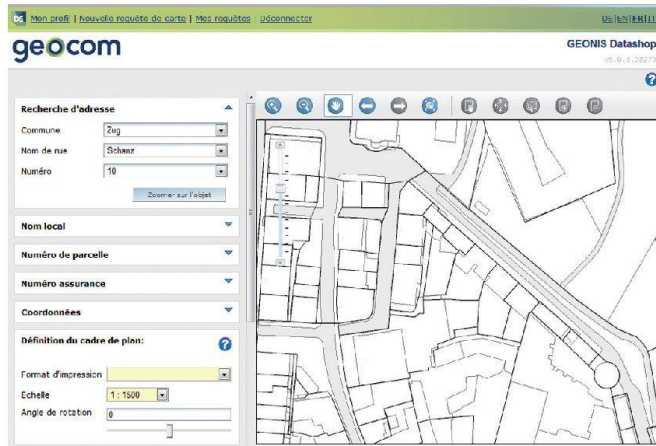 Mon profil | Nouvelle requête de carte | Mes requêtes | Déconnecter
DE|EN|FR|IT
geocom
GEONIS Datashop
Recherche d'adresse
Commune
Zug
Nom de rue
Schanz
Numéro
10
Zoomer sur l'objet
Nom local
Numéro de parcelle
Numéro assurance
Coordonnées
Définition du cadre de plan:
Format d'impression
Echelle
1 : 1500
Angle de rotation
0